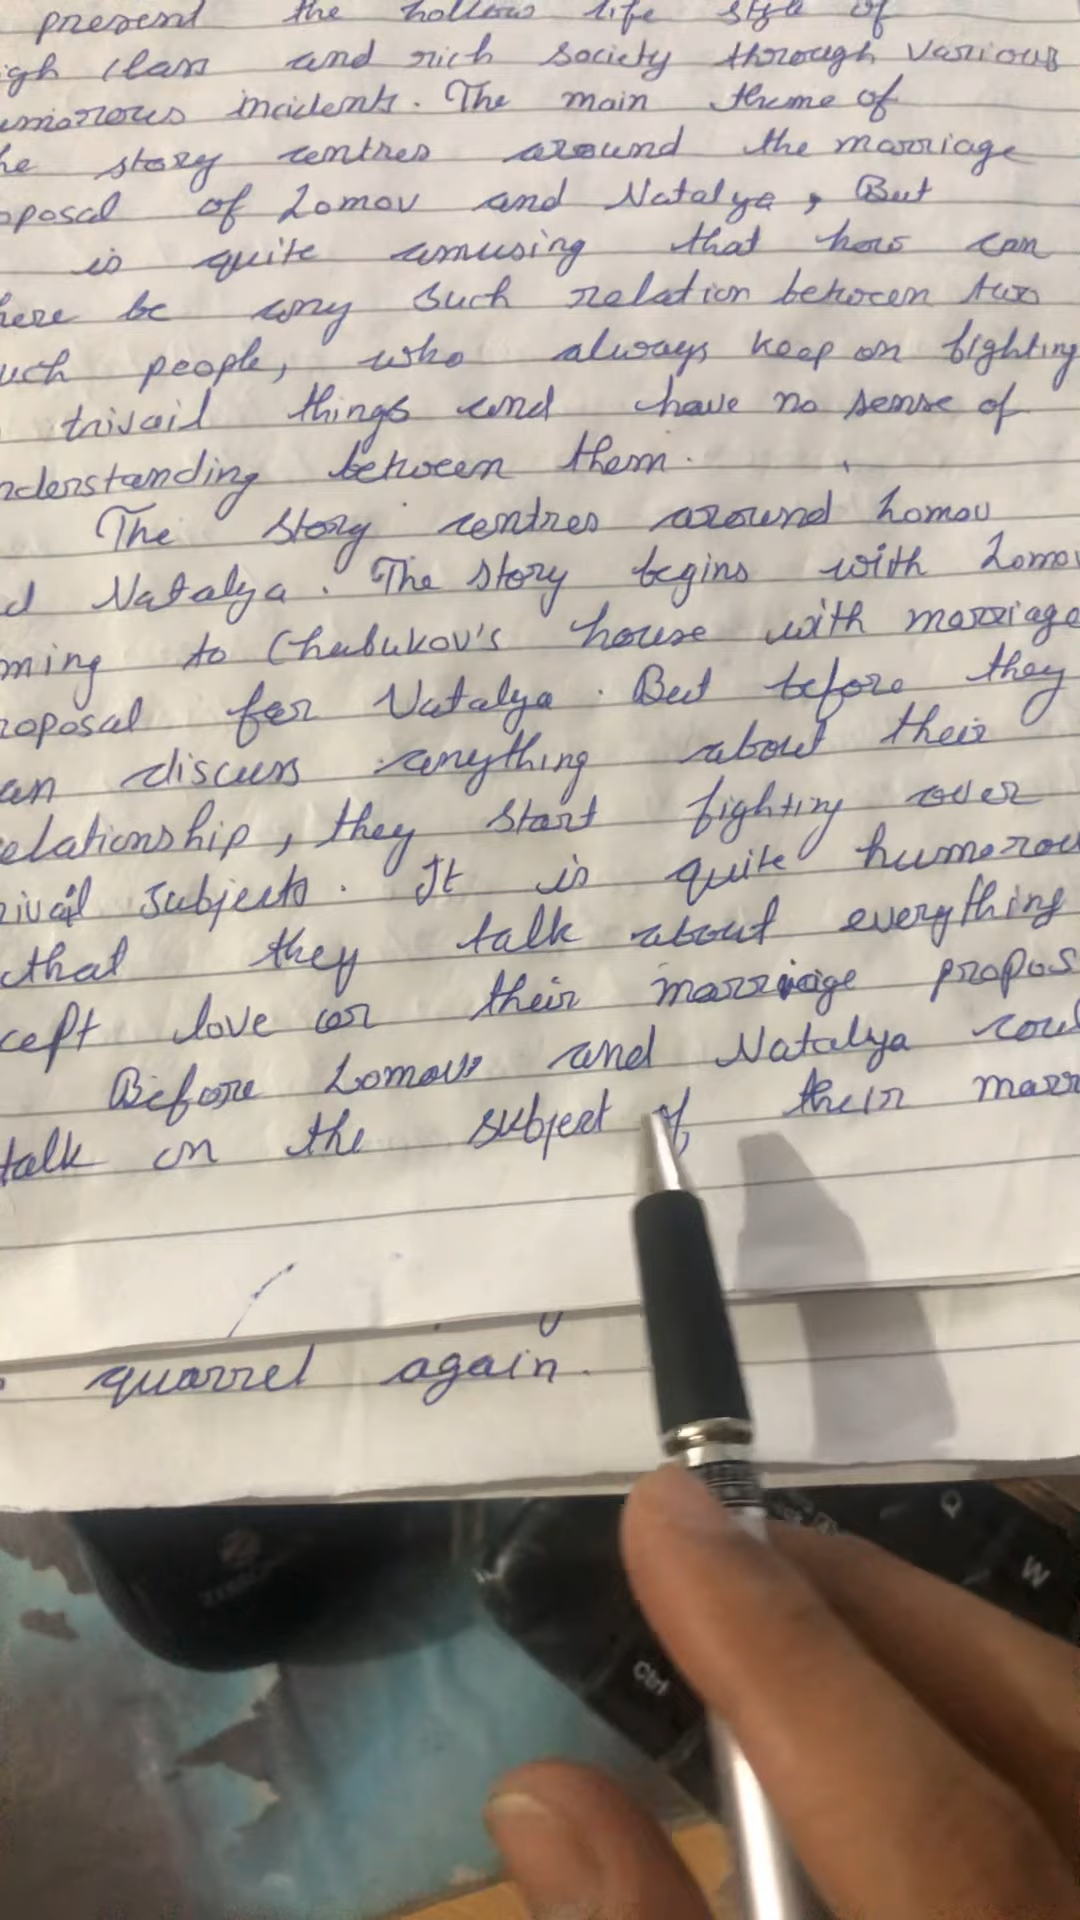 present the hollow life style of
igh class and rich society through various
umorous incidents. The main theme of
he story centres around the marriage
oposal of Lomov and Natalya, But
is quite amusing that how can
here be any such relation between two
uch people, who always keep on fighting
trivail things and have no sense of
nderstanding between them.
The story centres around Lomov
d Natalya. The story begins with Lomov
ming to Chubukov's house with marriage
roposal for Natalya. But before they
an discuss anything about their
elationship, they start fighting over
rivial subjects. It is quite humorou
that they talk about everything
cept love or their marriage propos
Before Lomov and Natalya coul
talk on the subject of their marr
quarrel again.
Q
W
Ctrl